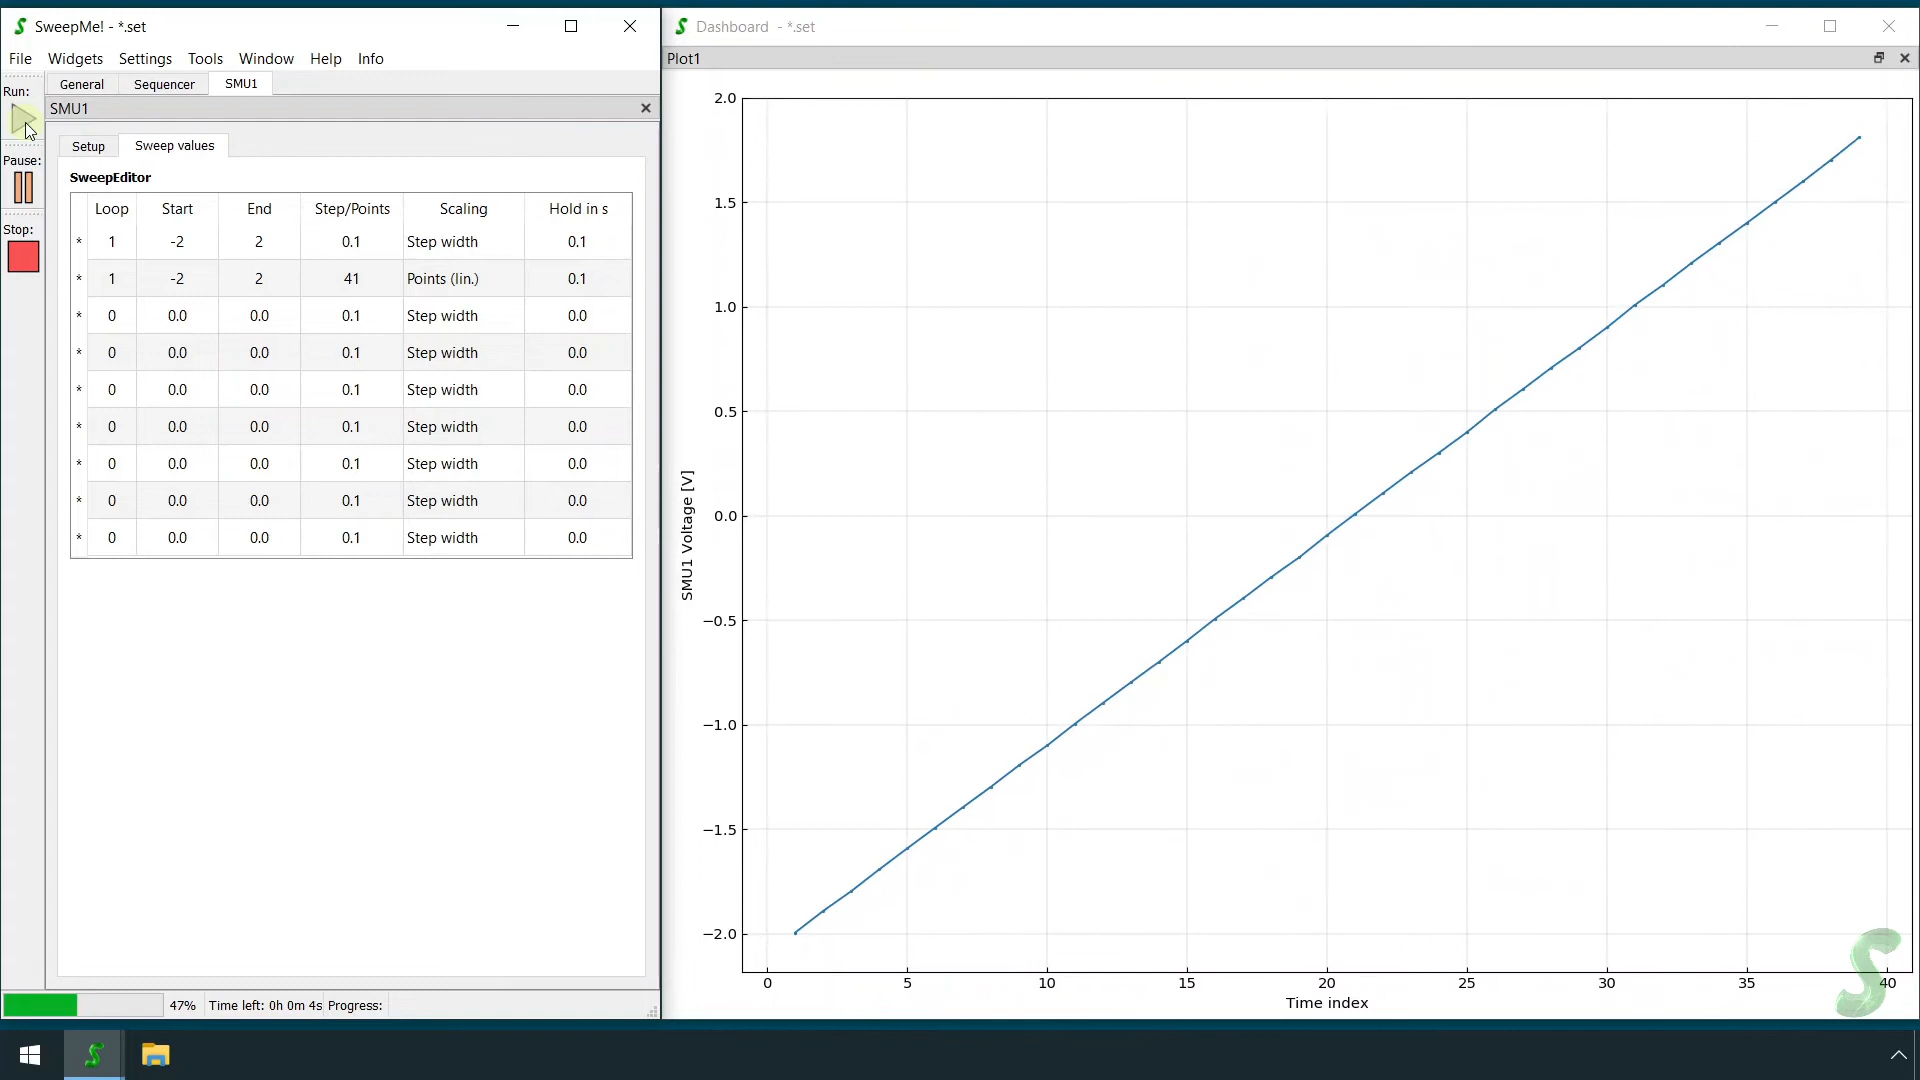 SweepMe! - *.set
File Widgets Settings Tools Window Help Info
Run:
General Sequencer SMU1
SMU1
Pause:
Setup Sweep values
SweepEditor
Loop Start End Step/Points Scaling Hold in s
Stop:
* 1 -2 2 0.1 Step width 0.1
* 1 -2 2 41 Points (lin.) 0.1
* 0 0.0 0.0 0.1 Step width 0.0
* 0 0.0 0.0 0.1 Step width 0.0
* 0 0.0 0.0 0.1 Step width 0.0
* 0 0.0 0.0 0.1 Step width 0.0
* 0 0.0 0.0 0.1 Step width 0.0
* 0 0.0 0.0 0.1 Step width 0.0
* 0 0.0 0.0 0.1 Step width 0.0
47% Time left: 0h 0m 4s Progress:
Dashboard - *.set
Plot1
2.0
1.5
1.0
0.5
0.0
−0.5
−1.0
−1.5
−2.0
SMU1 Voltage [V]
0 5 10 15 20 25 30 35 40
Time index